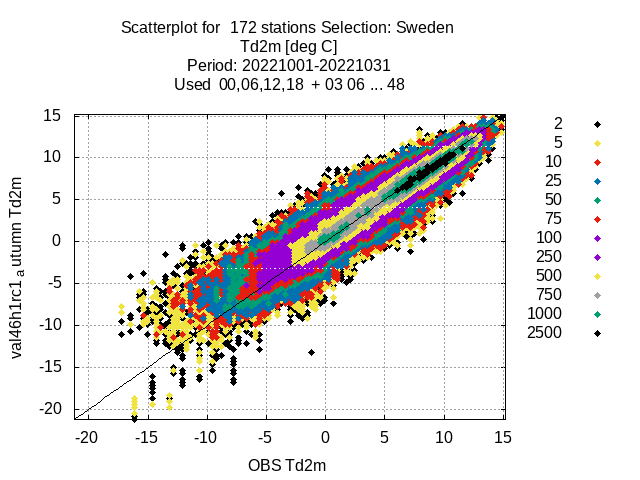 Scatterplot for 172 stations Selection: Sweden
Td2m [deg C]
Period: 20221001-20221031
Used 00,06,12,18 + 03 06 ... 48
15
10
5
0
-5
-10
-15
-20
val46h1rc1 a utumn Td2m
-20 -15 -10 -5 0 5 10 15
OBS Td2m
2
5
10
25
50
75
100
250
500
750
1000
2500